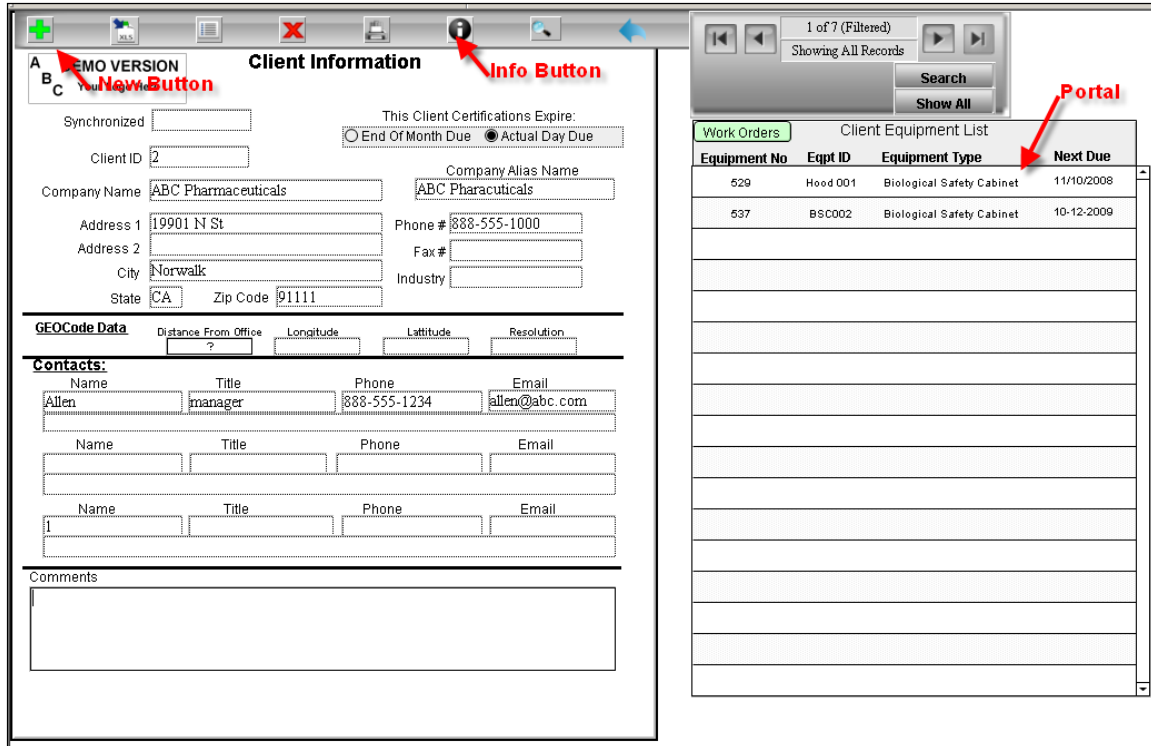 XLS
A
B
C
DEMO VERSION
New Button
Client Information
Info Button
Synchronized
This Client Certifications Expire:
End Of Month Due Actual Day Due
Client ID 2
Company Alias Name
Company Name ABC Pharmaceuticals ABC Pharacuticals
Address 1 19901 N St Phone # 888-555-1000
Address 2 Fax #
City Norwalk Industry
State CA Zip Code 91111
GEOCode Data Distance From Office Longitude Lattitude Resolution
?
Contacts:
Name Title Phone Email
Allen manager 888-555-1234 allen@abc.com
Name Title Phone Email
Name Title Phone Email
1
Comments
1 of 7 (Filtered)
Showing All Records
Search
Show All
Portal
Work Orders Client Equipment List
Equipment No Eqpt ID Equipment Type Next Due
529 Hood 001 Biological Safety Cabinet 11/10/2008
537 BSC002 Biological Safety Cabinet 10-12-2009